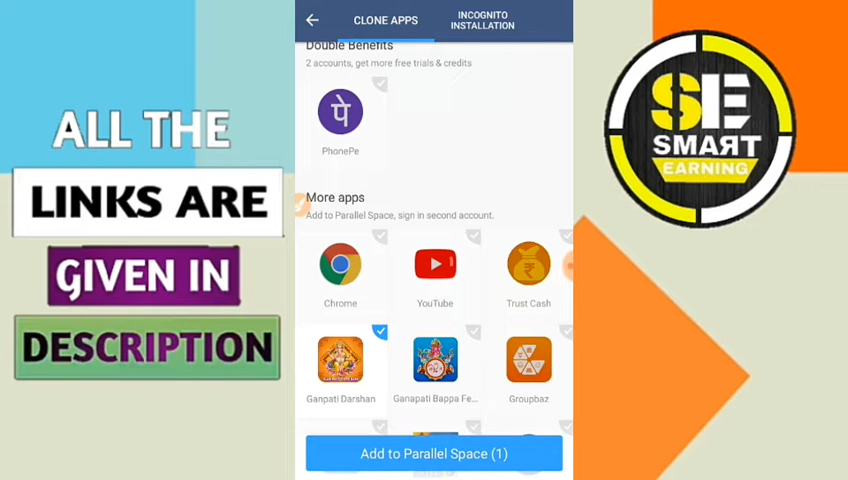 ALL THE
LINKS ARE
GIVEN IN
DESCRIPTION
CLONE APPS
INCOGNITO
INSTALLATION
Double Benefits
2 accounts, get more free trials & credits
पे
PhonePe
More apps
Add to Parallel Space, sign in second account.
Chrome
YouTube
Trust Cash
Ganpati Darshan
Ganapati Bappa Fe...
Groupbaz
Add to Parallel Space (1)
SE
SMART
EARNING